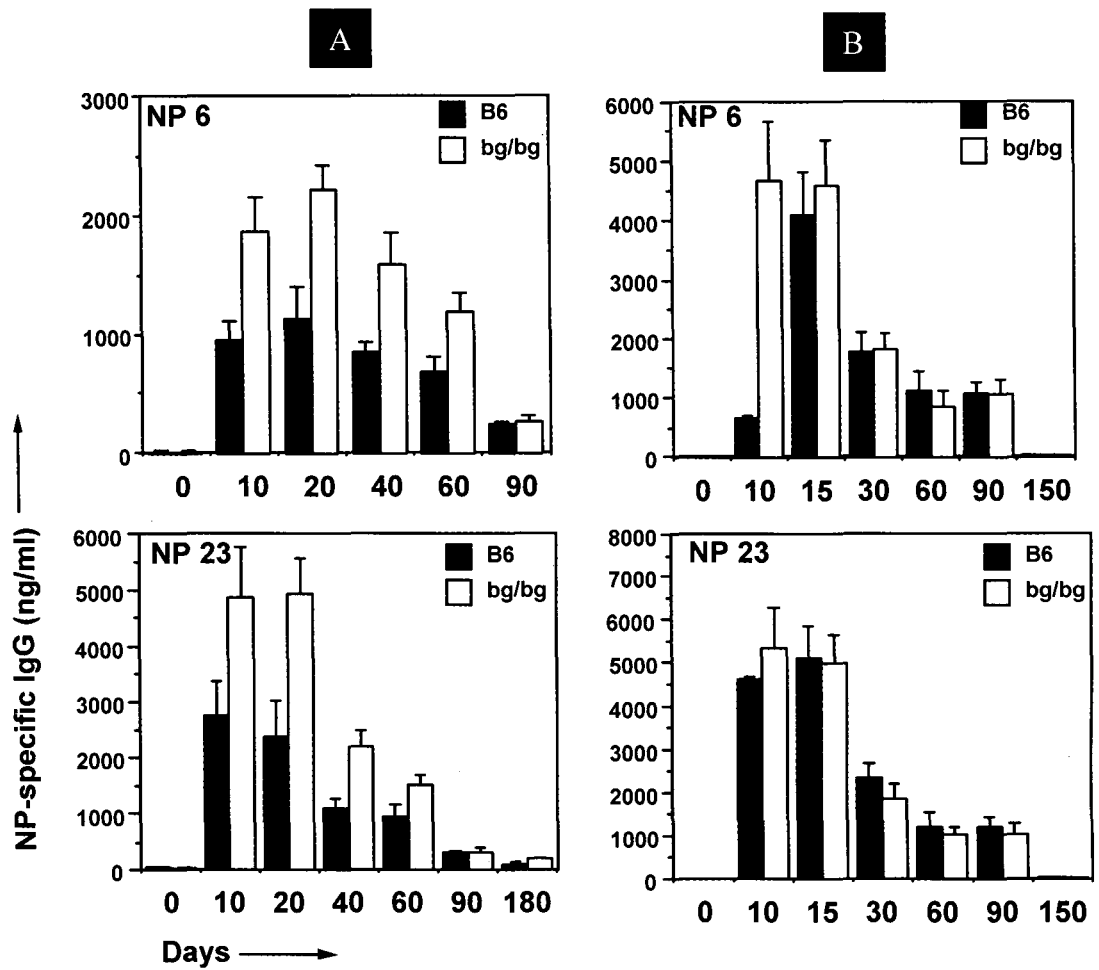 A
B
NP-specific IgG (ng/ml)
3000
2000
1000
0
NP 6
B6
bg/bg
0 10 20 40 60 90
6000
5000
4000
3000
2000
1000
0
NP 6
B6
bg/bg
0 10 15 30 60 90 150
6000
5000
4000
3000
2000
1000
0
NP 23
B6
bg/bg
0 10 20 40 60 90 180
8000
7000
6000
5000
4000
3000
2000
1000
0
NP 23
B6
bg/bg
0 10 15 30 60 90 150
Days